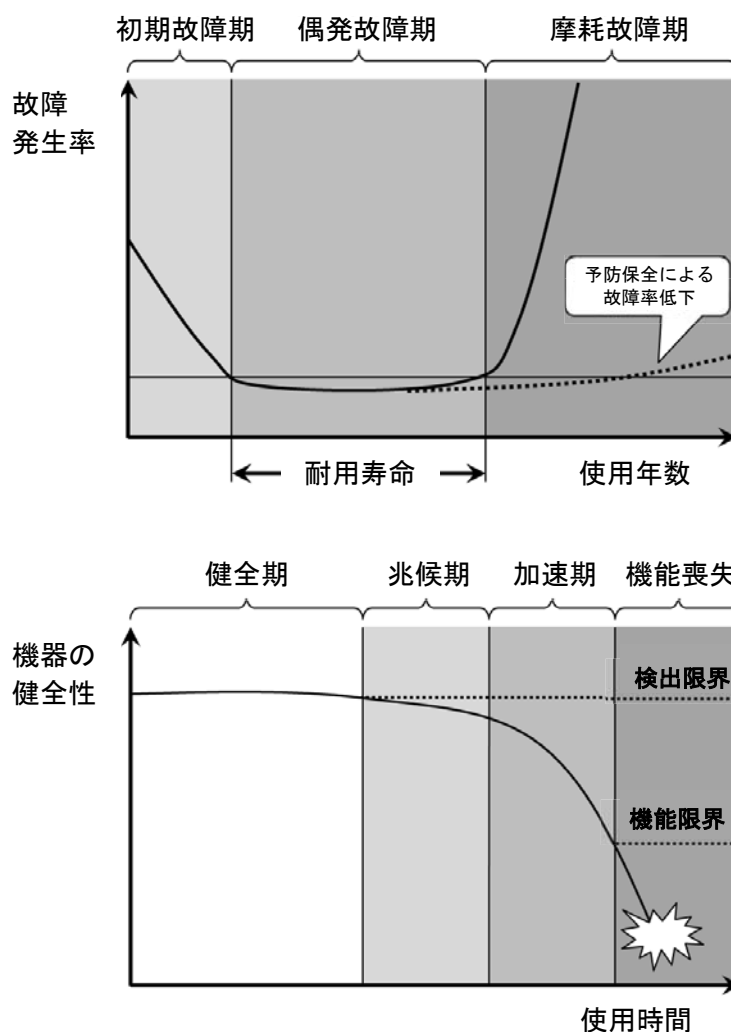 初期故障期 偶発故障期 摩耗故障期
故障
発生率
予防保全による
故障率低下
耐用寿命 使用年数
健全期 兆候期 加速期 機能喪失
機器の
健全性
検出限界
機能限界
使用時間